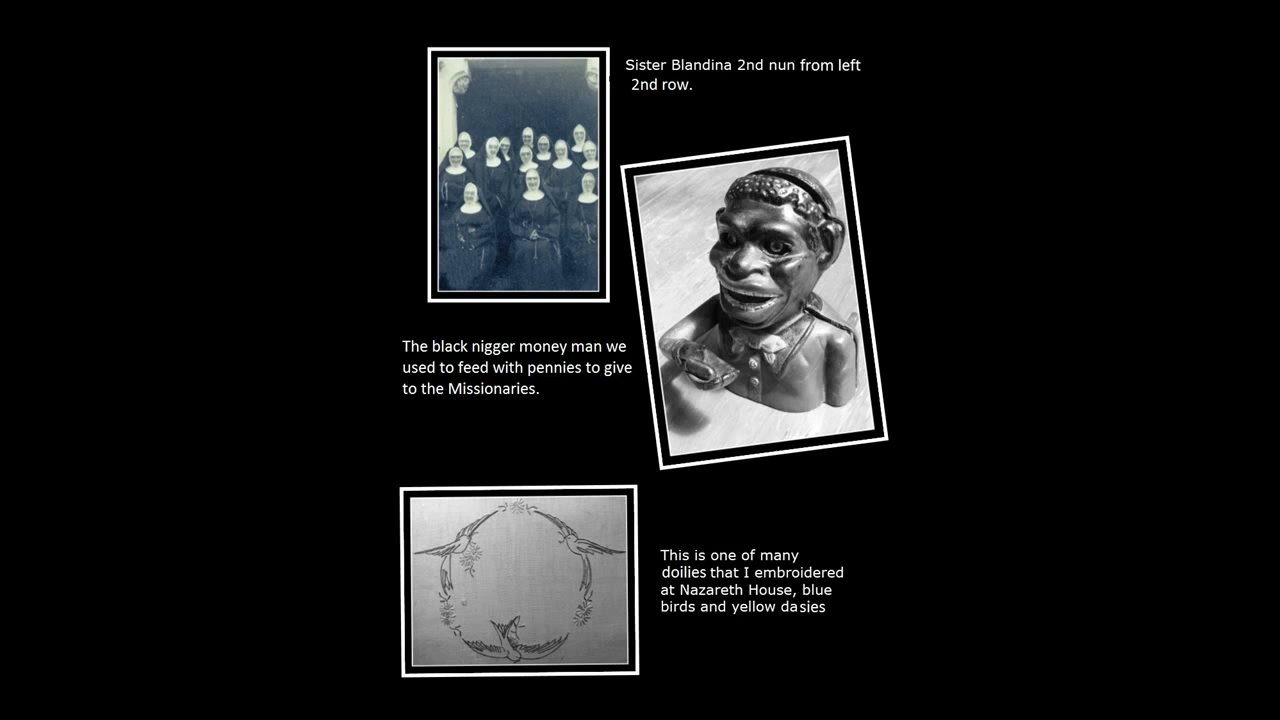 Sister Blandina 2nd nun from left
2nd row.
The black nigger money man we
used to feed with pennies to give
to the Missionaries.
This is one of many
doilies that I embroidered
at Nazareth House, blue
birds and yellow dasies